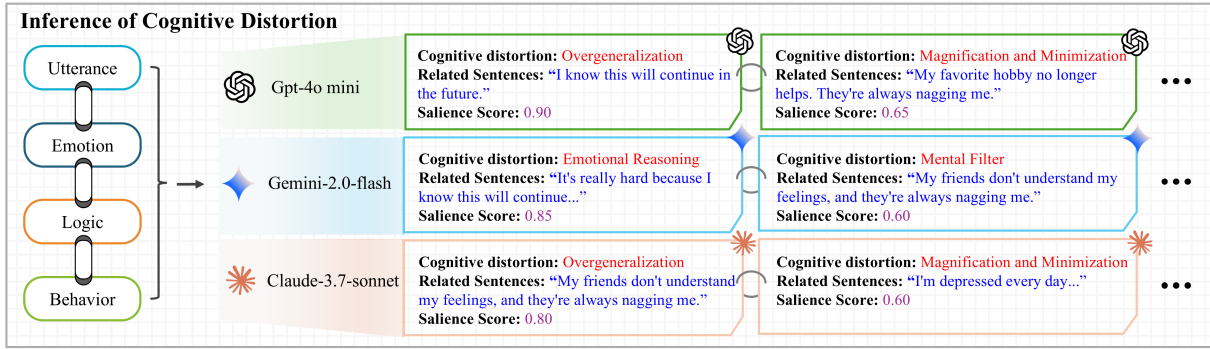 Inference of Cognitive Distortion
Utterance
Emotion
Logic
Behavior
Gpt-4o mini
Cognitive distortion: Overgeneralization
Related Sentences: “I know this will continue in
the future.”
Salience Score: 0.90
Cognitive distortion: Magnification and Minimization
Related Sentences: “My favorite hobby no longer
helps. They're always nagging me.”
Salience Score: 0.65
•••
Gemini-2.0-flash
Cognitive distortion: Emotional Reasoning
Related Sentences: “It's really hard because I
know this will continue...”
Salience Score: 0.85
Cognitive distortion: Mental Filter
Related Sentences: “My friends don't understand my
feelings, and they're always nagging me.”
Salience Score: 0.60
•••
Claude-3.7-sonnet
Cognitive distortion: Overgeneralization
Related Sentences: “My friends don't understand
my feelings, and they're always nagging me.”
Salience Score: 0.80
Cognitive distortion: Magnification and Minimization
Related Sentences: “I'm depressed every day...”
Salience Score: 0.60
•••